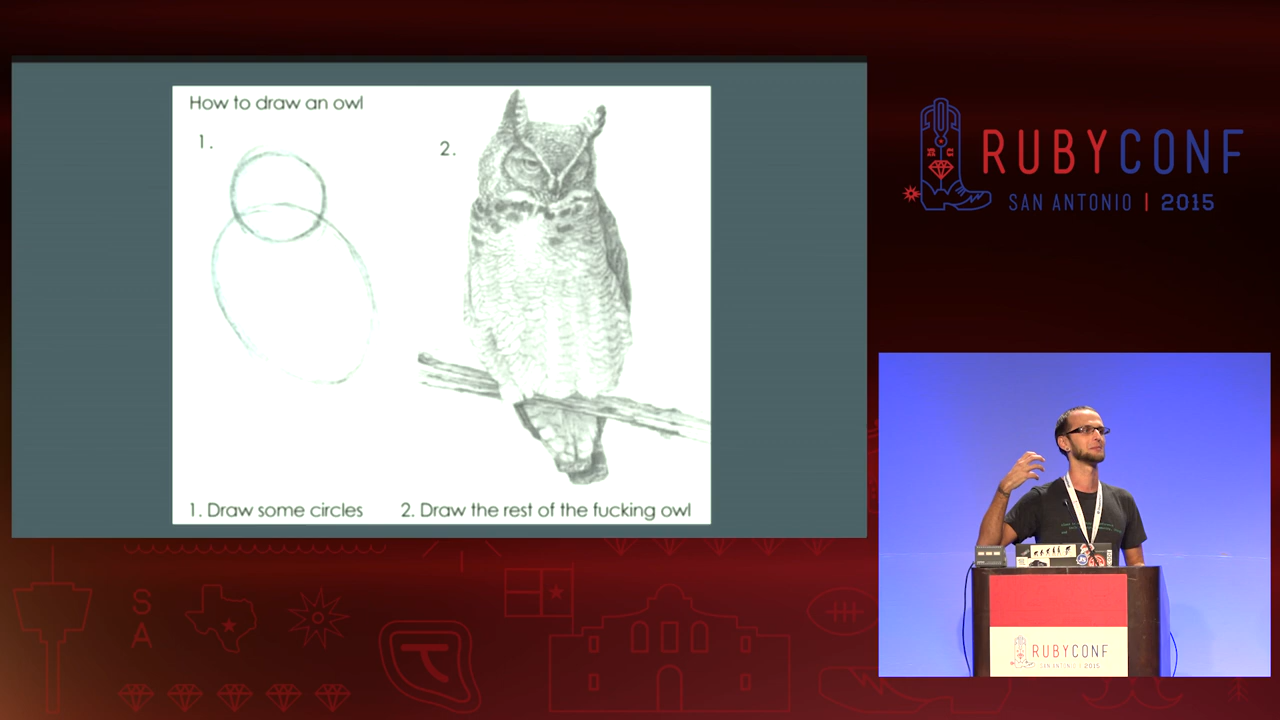 How to draw an owl
1.
2.
1. Draw some circles
2. Draw the rest of the fucking owl
RUBYCONF
SAN ANTONIO | 2015
S
A
RUBYCONF
SAN ANTONIO | 2015